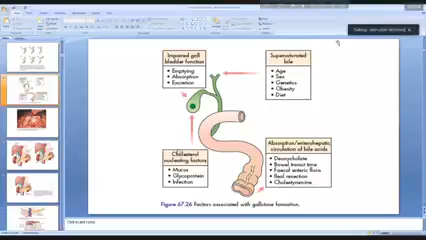 Impaired gall
bladder function
• Emptying
• Absorption
• Excretion
Supersaturated
bile
• Age
• Sex
• Genetics
• Obesity
• Diet
Cholesterol
nucleating factors
• Mucus
• Glycoprotein
• Infection
Absorption/enterohepatic
circulation of bile acids
• Deoxycholate
• Bowel transit time
• Faecal enteric flora
• Ileal resection
• Cholestyramine
Figure 67.26 Factors associated with gallstone formation.
Click to add notes